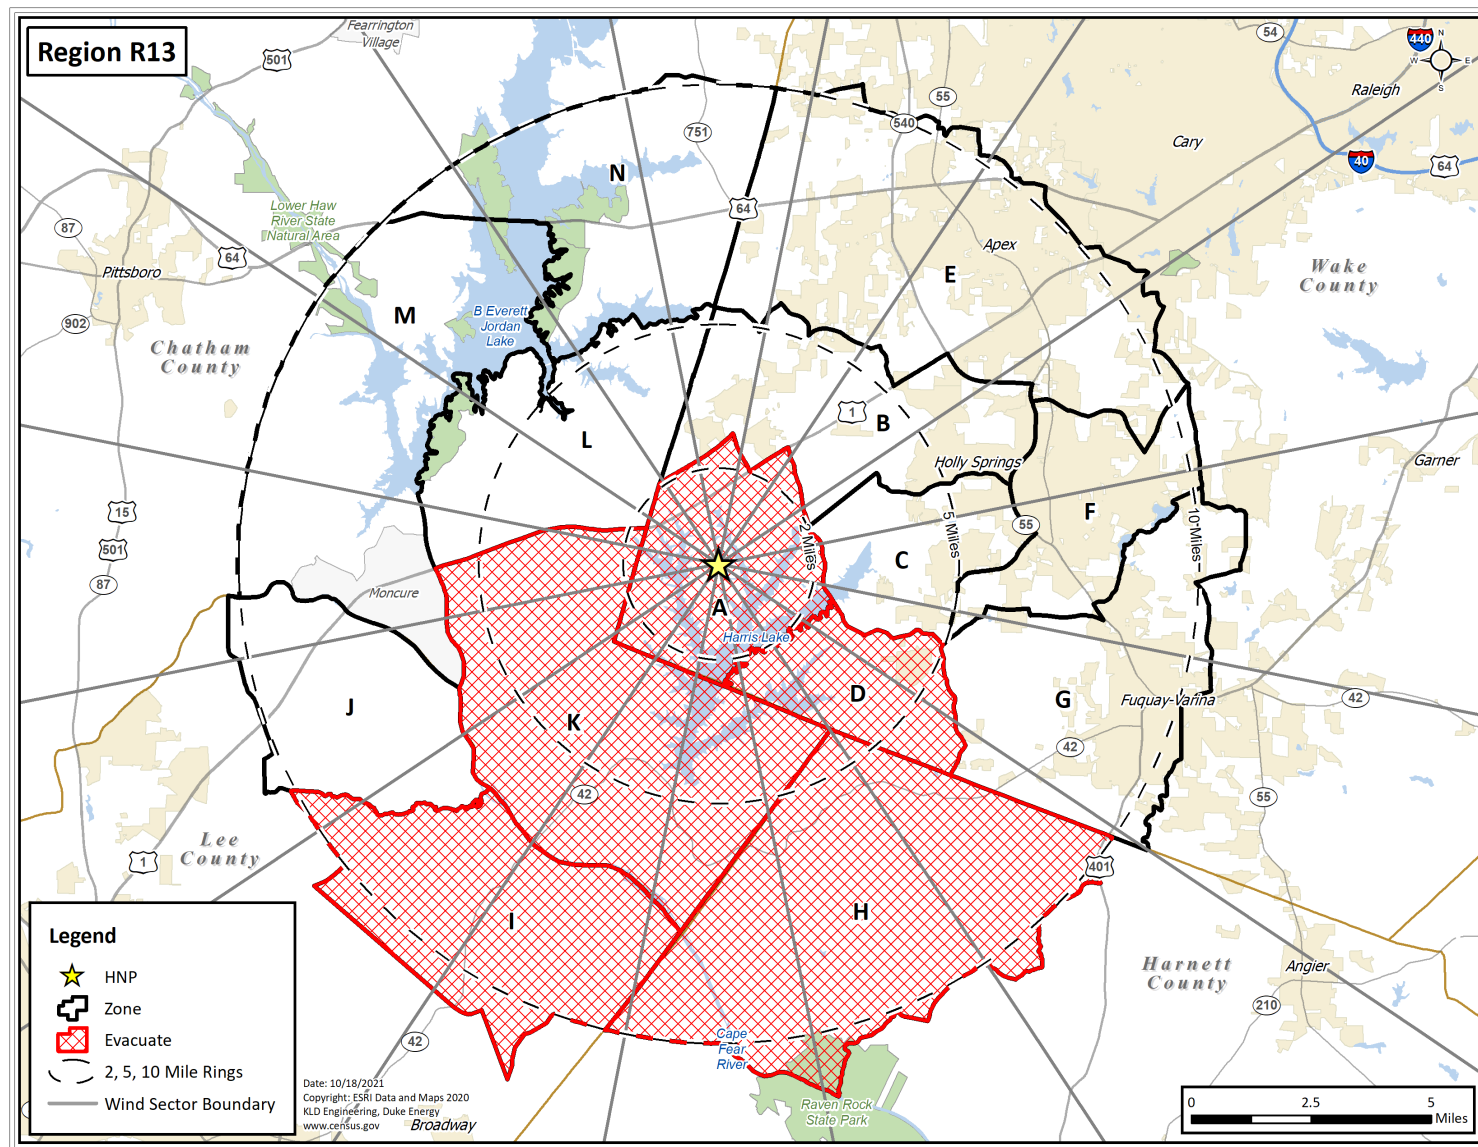 Region R13
Fearrington
Village
501
54
440
N
W
E
S
Raleigh
55
540
751
Cary
40
64
N
Lower Haw
River State
Natural Area
87
64
64
Pittsboro
Apex
E
Wake
County
902
M
B Everett
Jordan
Lake
Chatham
County
1
B
L
Holly Springs
Garner
15
55
F
501
5 Miles
10 Miles
2 Miles
C
87
Moncure
A
Harris Lake
J
D
G
Fuquay-Varina
42
K
42
42
55
Lee
County
1
401
I
H
Harnett
County
Angier
210
Legend
HNP
Zone
Evacuate
2, 5, 10 Mile Rings
Wind Sector Boundary
42
Cape
Fear
River
Date: 10/18/2021
Copyright: ESRI Data and Maps 2020
KLD Engineering, Duke Energy
www.census.gov
Broadway
Raven Rock
State Park
0
2.5
5
Miles